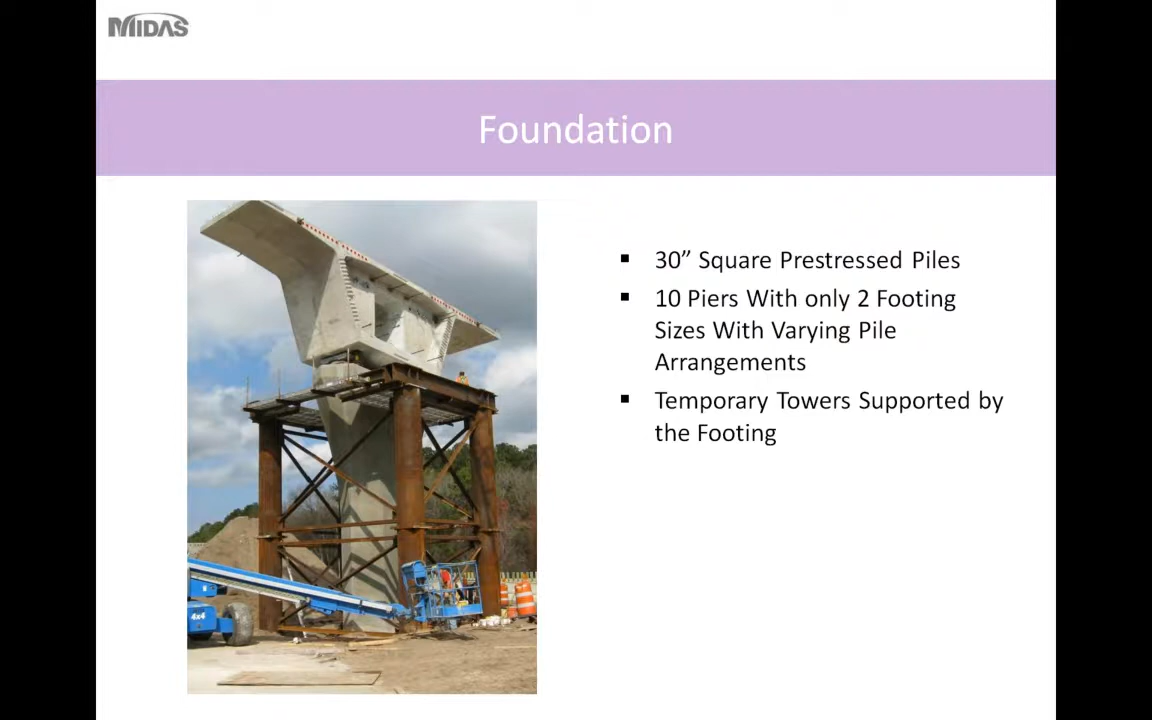 MIDAS
Foundation
30” Square Prestressed Piles
10 Piers With only 2 Footing
Sizes With Varying Pile
Arrangements
Temporary Towers Supported by
the Footing
4x4